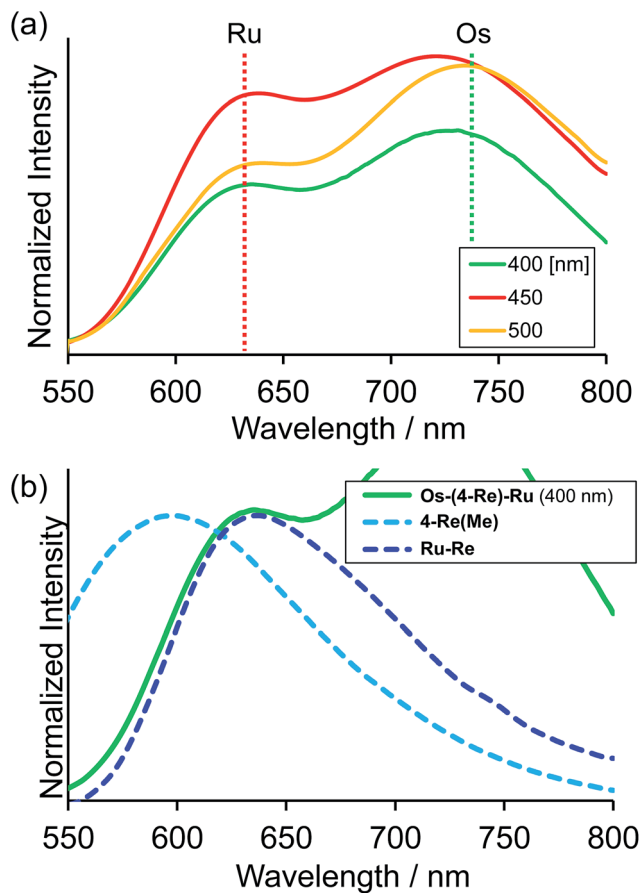 (a)
Ru
Os
Normalized Intensity
400 [nm]
450
500
550
600
650
700
750
800
Wavelength / nm
(b)
Os-(4-Re)-Ru (400 nm)
4-Re(Me)
Ru-Re
Normalized Intensity
550
600
650
700
750
800
Wavelength / nm